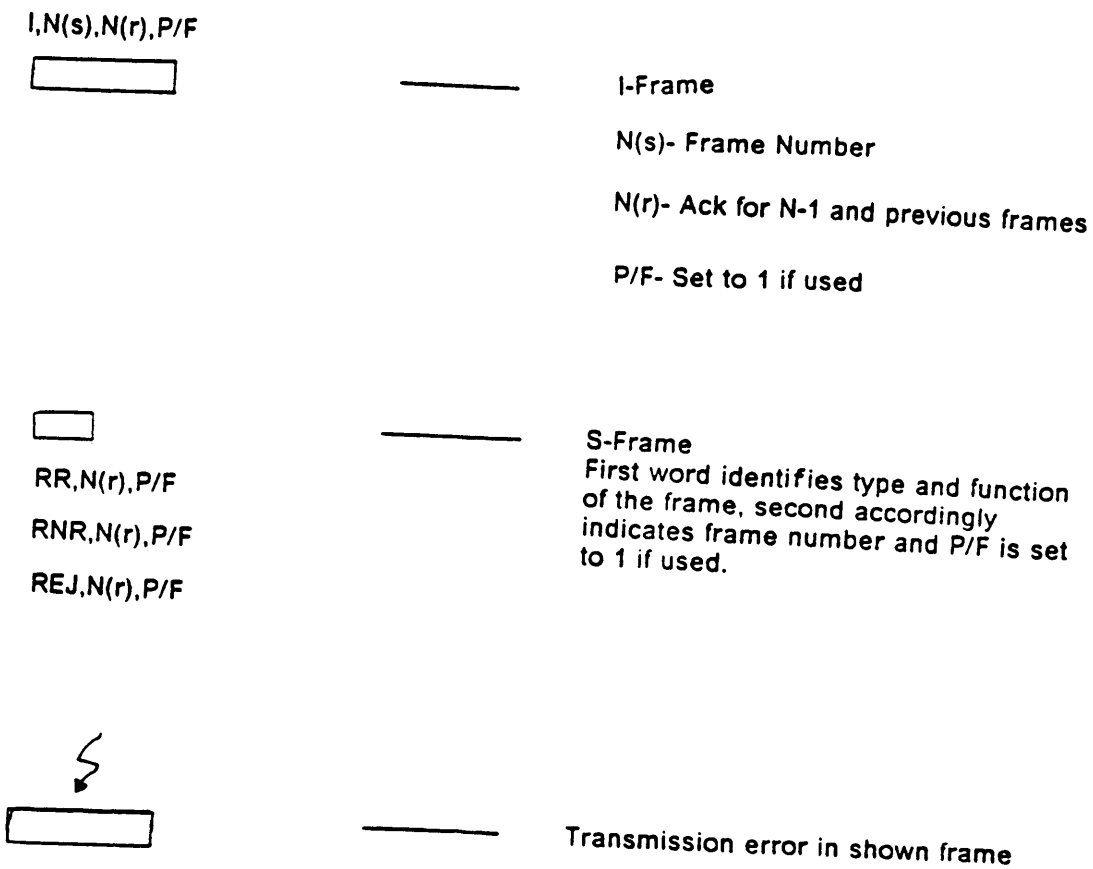 I,N(s),N(r),P/F
I-Frame
N(s)- Frame Number
N(r)- Ack for N-1 and previous frames
P/F- Set to 1 if used
RR,N(r),P/F
RNR,N(r),P/F
REJ,N(r),P/F
S-Frame
First word identifies type and function
of the frame, second accordingly
indicates frame number and P/F is set
to 1 if used.
Transmission error in shown frame